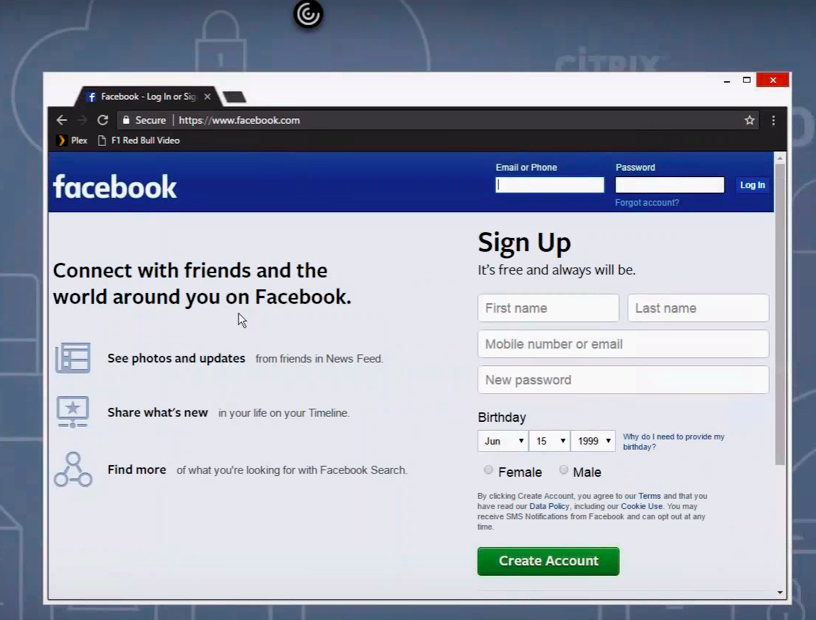 CİTRIX
Facebook - Log In or Sig
Secure | https://www.facebook.com
Plex F1 Red Bull Video
Email or Phone Password
facebook
Log In
Forgot account?
Sign Up
It's free and always will be.
Connect with friends and the
world around you on Facebook.
First name Last name
Mobile number or email
New password
See photos and updates from friends in News Feed.
Share what's new in your life on your Timeline.
Find more of what you're looking for with Facebook Search.
Birthday
Jun 15 1999 Why do I need to provide my
birthday?
Female Male
By clicking Create Account, you agree to our Terms and that you
have read our Data Policy, including our Cookie Use. You may
receive SMS Notifications from Facebook and can opt out at any
time.
Create Account